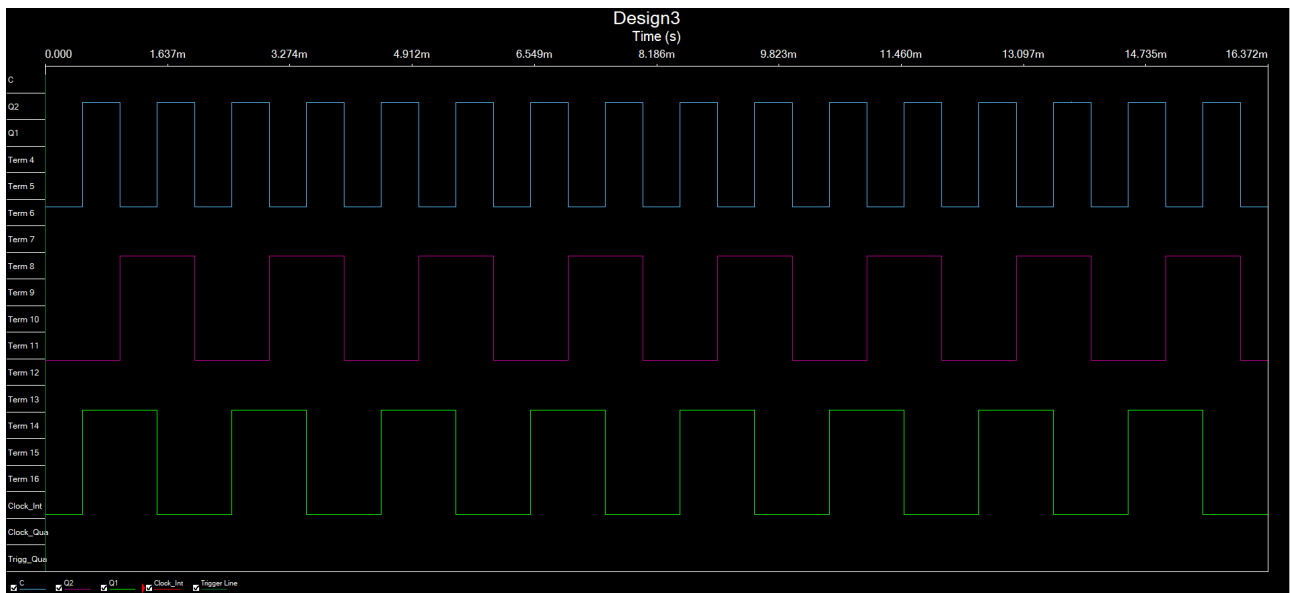 Design3
Time (s)
0.000 1.637m 3.274m 4.912m 6.549m 8.186m 9.823m 11.460m 13.097m 14.735m 16.372m
C
Q2
Q1
Term 4
Term 5
Term 6
Term 7
Term 8
Term 9
Term 10
Term 11
Term 12
Term 13
Term 14
Term 15
Term 16
Clock_Int
Clock_Qua
Trigg_Qua
C Q2 Q1 Clock_Int Trigger Line